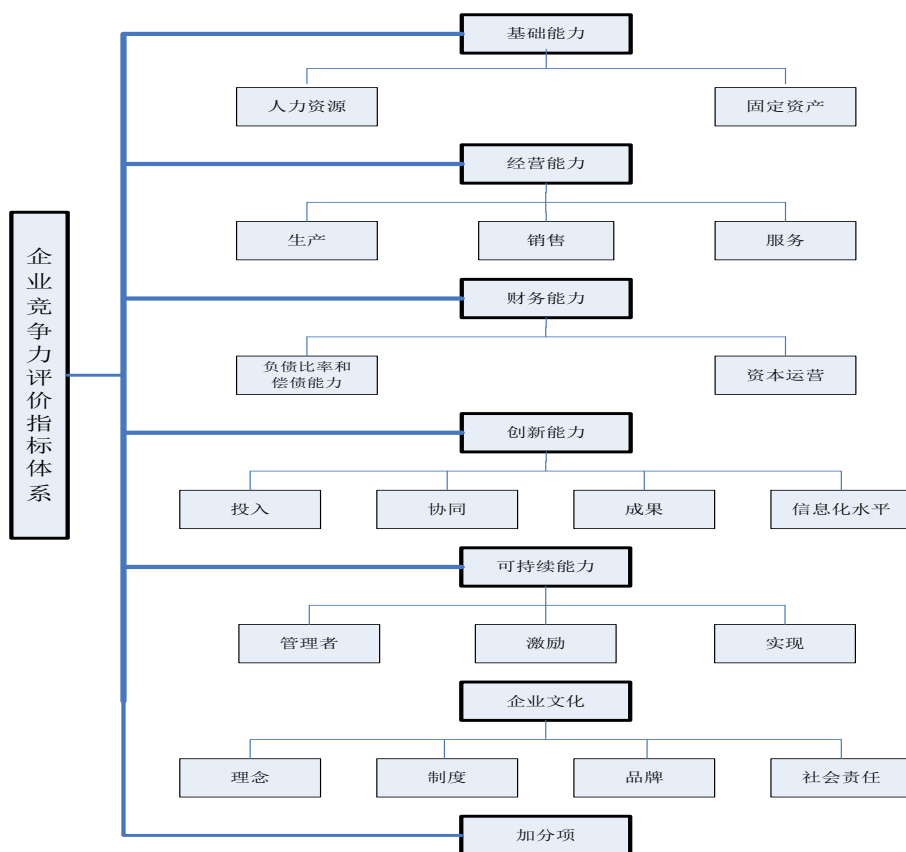 企业竞争力评价指标体系
基础能力
人力资源
固定资产
经营能力
生产
销售
服务
财务能力
负债比率和
偿债能力
资本运营
创新能力
投入
协同
成果
信息化水平
可持续能力
管理者
激励
实现
企业文化
理念
制度
品牌
社会责任
加分项